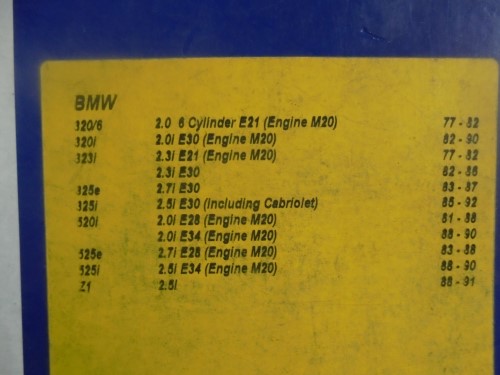 BMW
320/6 2.0 6 Cylinder E21 (Engine M20) 77 - 82
320i 2.0i E30 (Engine M20) 82 - 90
323i 2.3i E21 (Engine M20) 77 - 82
2.3i E30 82 - 86
325e 2.7i E30 83 - 87
325i 2.5i E30 (Including Cabriolet) 85 - 92
520i 2.0i E28 (Engine M20) 81 - 88
2.0i E34 (Engine M20) 88 - 90
525e 2.7i E28 (Engine M20) 83 - 88
525i 2.5i E34 (Engine M20) 88 - 90
Z1 2.5i 88 - 91